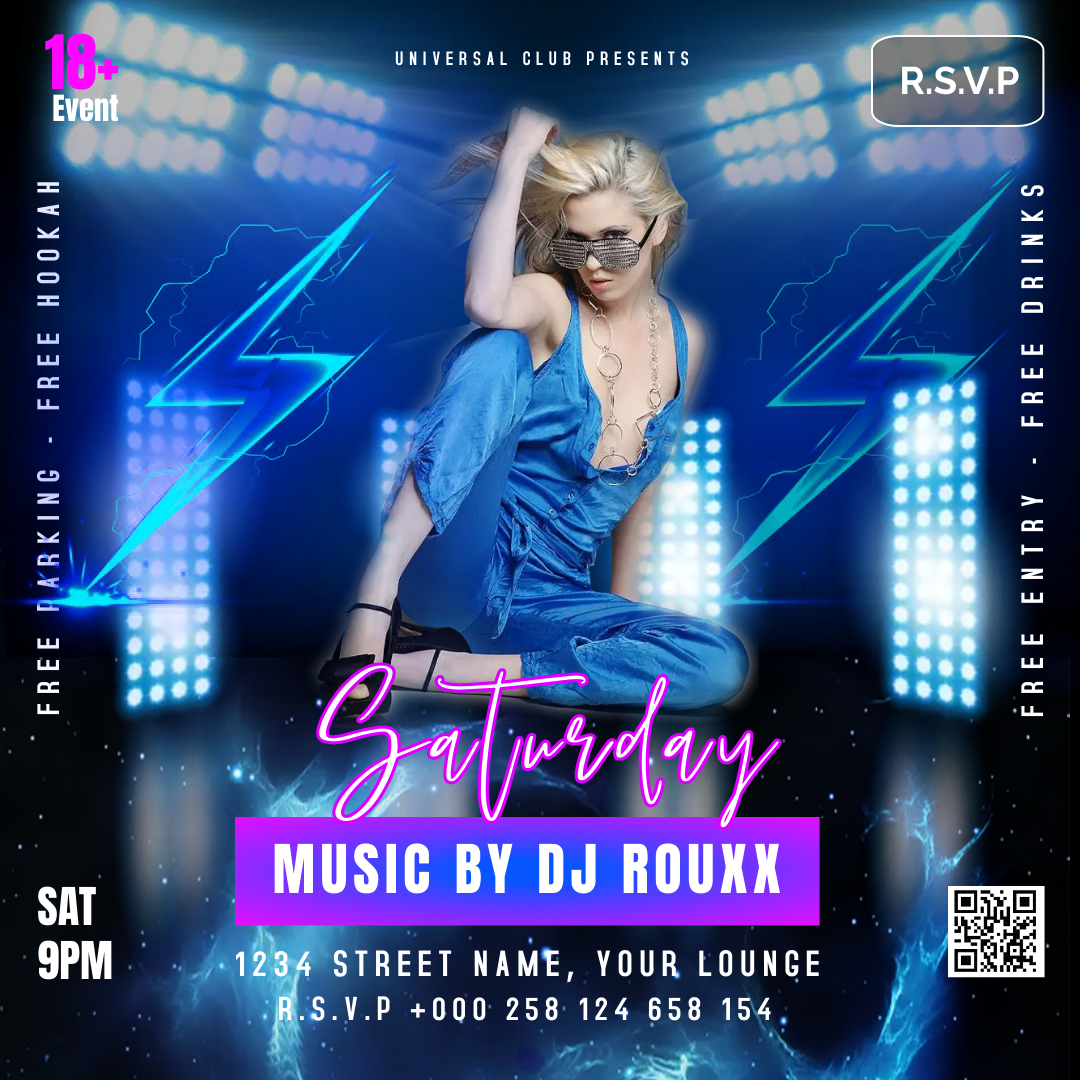 18+
Event
UNIVERSAL CLUB PRESENTS
R.S.V.P
FREE PARKING - FREE HOOKAH
FREE ENTRY - FREE DRINKS
Saturday
MUSIC BY DJ ROUXX
SAT
9PM
1234 STREET NAME, YOUR LOUNGE
R.S.V.P +000 258 124 658 154